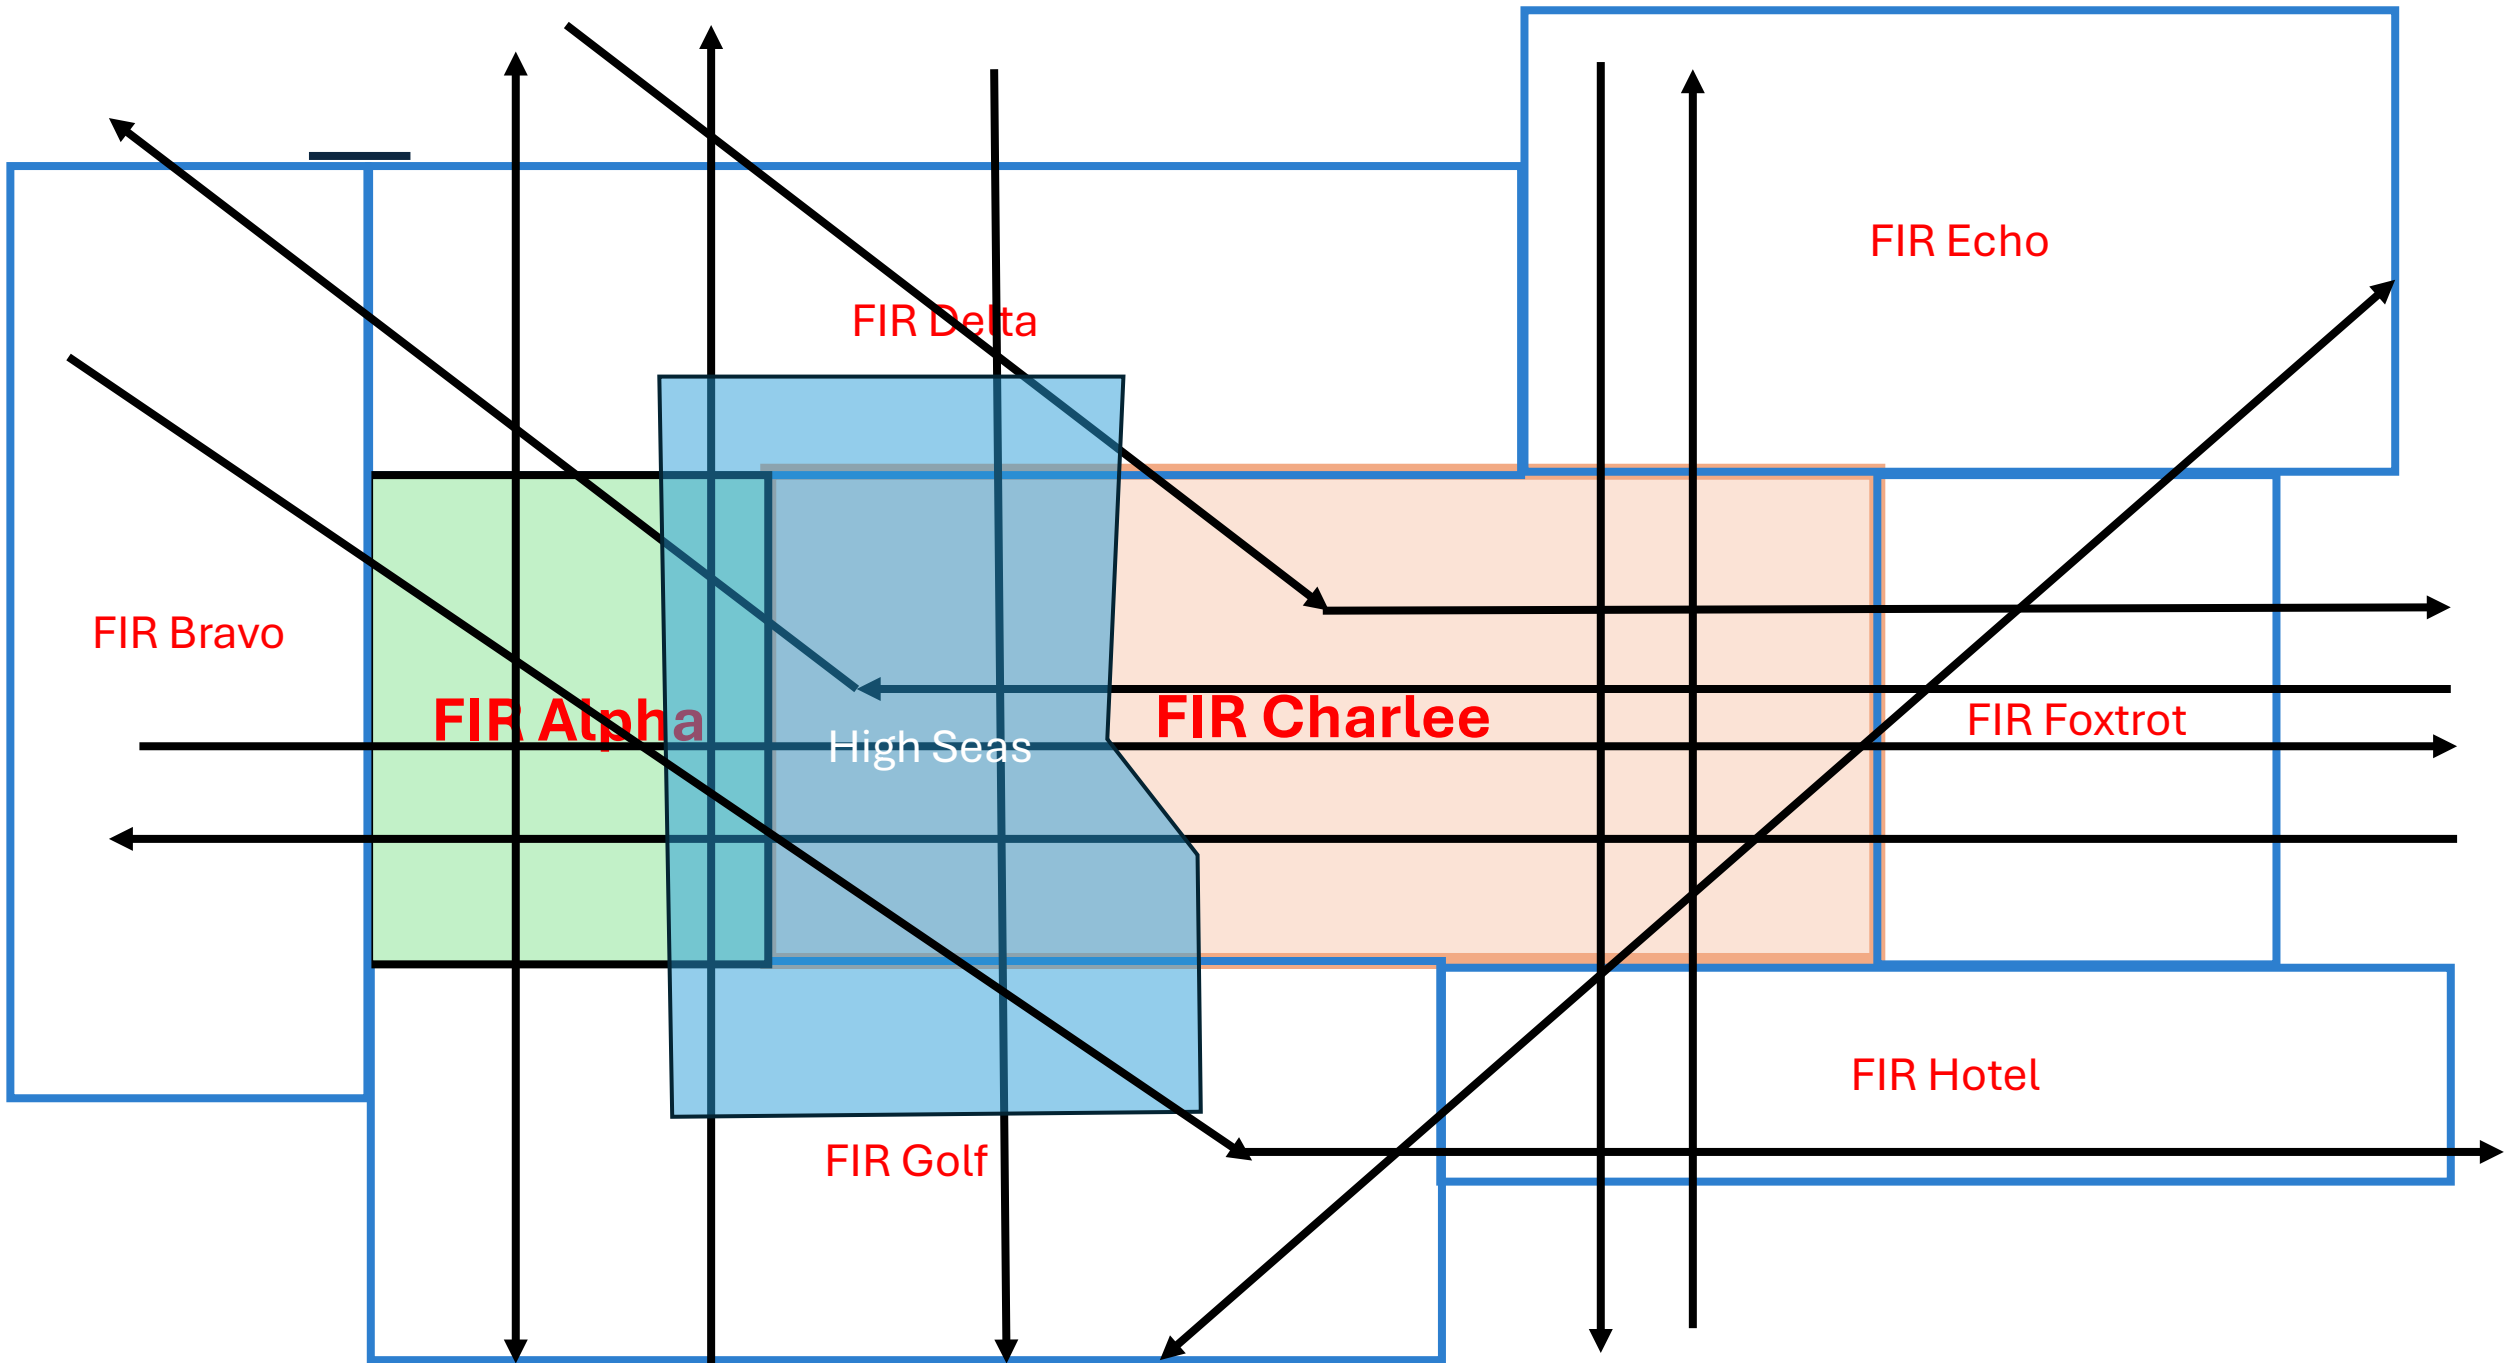 FIR Echo
FIR Delta
FIR Bravo
FIR Alpha
FIR Charlee
FIR Foxtrot
High Seas
FIR Hotel
FIR Golf